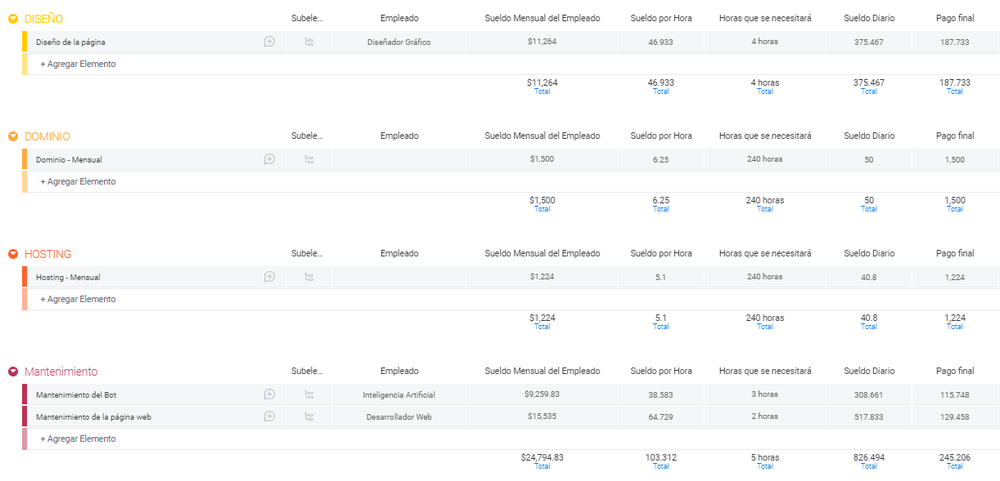 DISEÑO Subele... Empleado Sueldo Mensual del Empleado Sueldo por Hora Horas que se necesitará Sueldo Diario Pago final
Diseño de la página Diseñador Gráfico $11,264 46.933 4 horas 375.467 187.733
+ Agregar Elemento
$11,264 46.933 4 horas 375.467 187.733
Total Total Total Total Total
DOMINIO Subele... Empleado Sueldo Mensual del Empleado Sueldo por Hora Horas que se necesitará Sueldo Diario Pago final
Dominio - Mensual $1,500 6.25 240 horas 50 1,500
+ Agregar Elemento
$1,500 6.25 240 horas 50 1,500
Total Total Total Total Total
HOSTING Subele... Empleado Sueldo Mensual del Empleado Sueldo por Hora Horas que se necesitará Sueldo Diario Pago final
Hosting - Mensual $1,224 5.1 240 horas 40.8 1,224
+ Agregar Elemento
$1,224 5.1 240 horas 40.8 1,224
Total Total Total Total Total
Mantenimiento Subele... Empleado Sueldo Mensual del Empleado Sueldo por Hora Horas que se necesitará Sueldo Diario Pago final
Mantenimiento del Bot Inteligencia Artificial $9,259.83 38.583 3 horas 308.661 115.748
Mantenimiento de la página web Desarrollador Web $15,535 64.729 2 horas 517.833 129.458
+ Agregar Elemento
$24,794.83 103.312 5 horas 826.494 245.206
Total Total Total Total Total